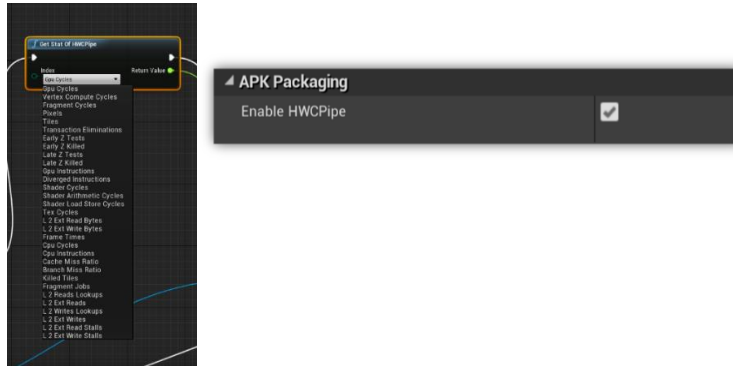 Get Stat Of HWCPipe
Index
Return Value
Gpu Cycles
Gpu Cycles
Vertex Compute Cycles
Fragment Cycles
Pixels
Tiles
Transaction Eliminations
Early Z Tests
Early Z Killed
Late Z Tests
Late Z Killed
Gpu Instructions
Diverged Instructions
Shader Cycles
Shader Arithmetic Cycles
Shader Load Store Cycles
Tex Cycles
L 2 Ext Read Bytes
L 2 Ext Write Bytes
Frame Times
Cpu Cycles
Cpu Instructions
Cache Miss Ratio
Branch Miss Ratio
Killed Tiles
Fragment Jobs
L 2 Reads Lookups
L 2 Ext Reads
L 2 Writes Lookups
L 2 Ext Writes
L 2 Ext Read Stalls
L 2 Ext Write Stalls
APK Packaging
Enable HWCPipe